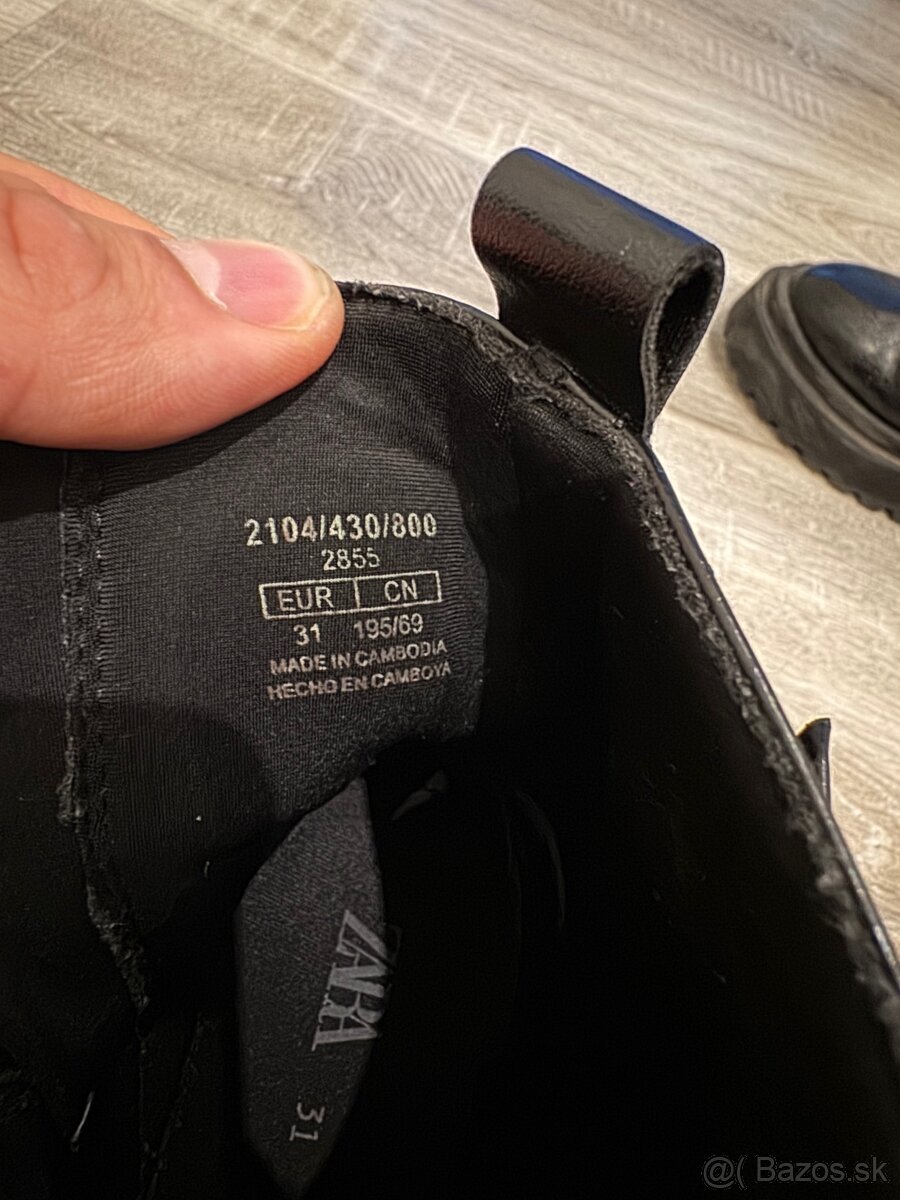 2104/430/800
2855
EUR CN
31 195/69
MADE IN CAMBODIA
HECHO EN CAMBOYA
ZARA
31
@( Bazos.sk